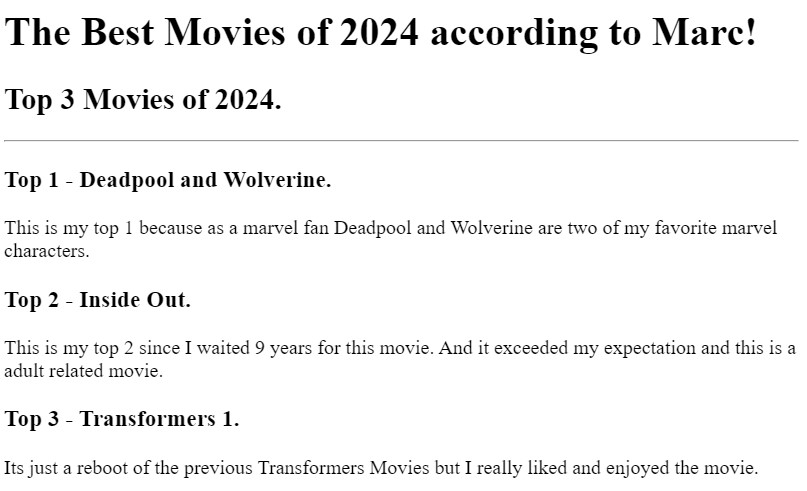 The Best Movies of 2024 according to Marc!
Top 3 Movies of 2024.
Top 1 - Deadpool and Wolverine.
This is my top 1 because as a marvel fan Deadpool and Wolverine are two of my favorite marvel
characters.
Top 2 - Inside Out.
This is my top 2 since I waited 9 years for this movie. And it exceeded my expectation and this is a
adult related movie.
Top 3 - Transformers 1.
Its just a reboot of the previous Transformers Movies but I really liked and enjoyed the movie.